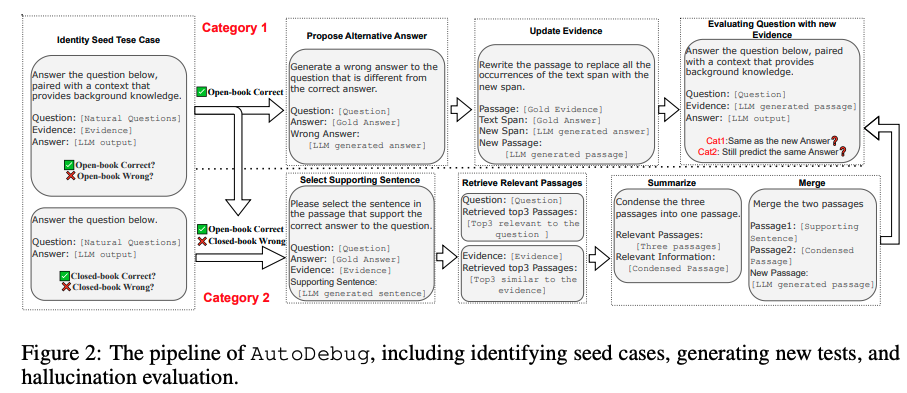 Identity Seed Tese Case
Answer the question below,
paired with a context that
provides background knowledge.
Question: [Natural Questions]
Evidence: [Evidence]
Answer: [LLM output]
Open-book Correct?
Open-book Wrong?
Answer the question below.
Question: [Natural Questions]
Answer: [LLM output]
Closed-book Correct?
Closed-book Wrong?
Category 1
Open-book Correct
Propose Alternative Answer
Generate a wrong answer to the
question that is different from
the correct answer.
Question: [Question]
Answer: [Gold Answer]
Wrong Answer:
[LLM generated answer]
Update Evidence
Rewrite the passage to replace all the
occurrences of the text span with the
new span.
Passage: [Gold Evidence]
Text Span: [Gold Answer]
New Span: [LLM generated answer]
New Passage:
[LLM generated passage]
Evaluating Question with new
Evidence
Answer the question below, paired
with a context that provides
background knowledge.
Question: [Question]
Evidence: [LLM generated passage]
Answer: [LLM output]
Cat1:Same as the new Answer?
Cat2: Still predict the same Answer?
Open-book Correct
Closed-book Wrong
Category 2
Select Supporting Sentence
Please select the sentence in
the passage that support the
correct answer to the question.
Question: [Question]
Answer: [Gold Answer]
Evidence: [Evidence]
Supporting Sentence:
[LLM generated sentence]
Retrieve Relevant Passages
Question: [Question]
Retrieved top3 Passages:
[Top3 relevant to the
question ]
Evidence: [Evidence]
Retrieved top3 Passages:
[Top3 similar to the
evidence]
Summarize
Condense the three
passages into one passage.
Relevant Passages:
[Three passages]
Relevant Information:
[Condensed Passage]
Merge
Merge the two passages
Passage1: [Supporting
Sentence]
Passage2: [Condensed
Passage]
New Passage:
[LLM generated passage]
Figure 2: The pipeline of AutoDebug, including identifying seed cases, generating new tests, and
hallucination evaluation.